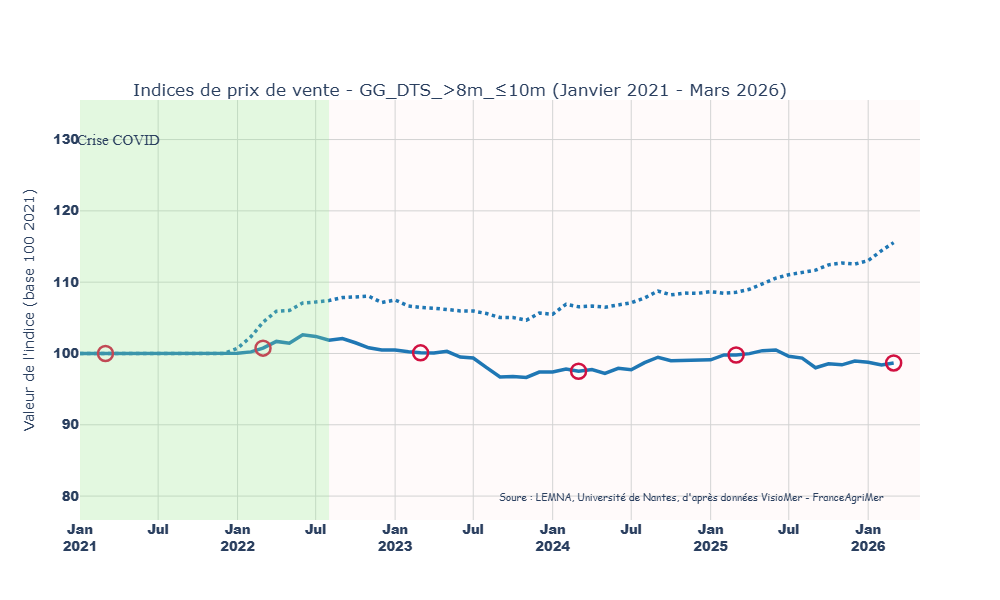 Indices de prix de vente - GG_DTS_>8m_≤10m (Janvier 2021 - Mars 2026)
Valeur de l'indice (base 100 2021)
130
Crise COVID
120
110
100
90
80
Soure : LEMNA, Université de Nantes, d'après données VisioMer - FranceAgriMer
Jan Jul Jan Jul Jan Jul Jan Jul Jan Jul Jan
2021 2022 2023 2024 2025 2026